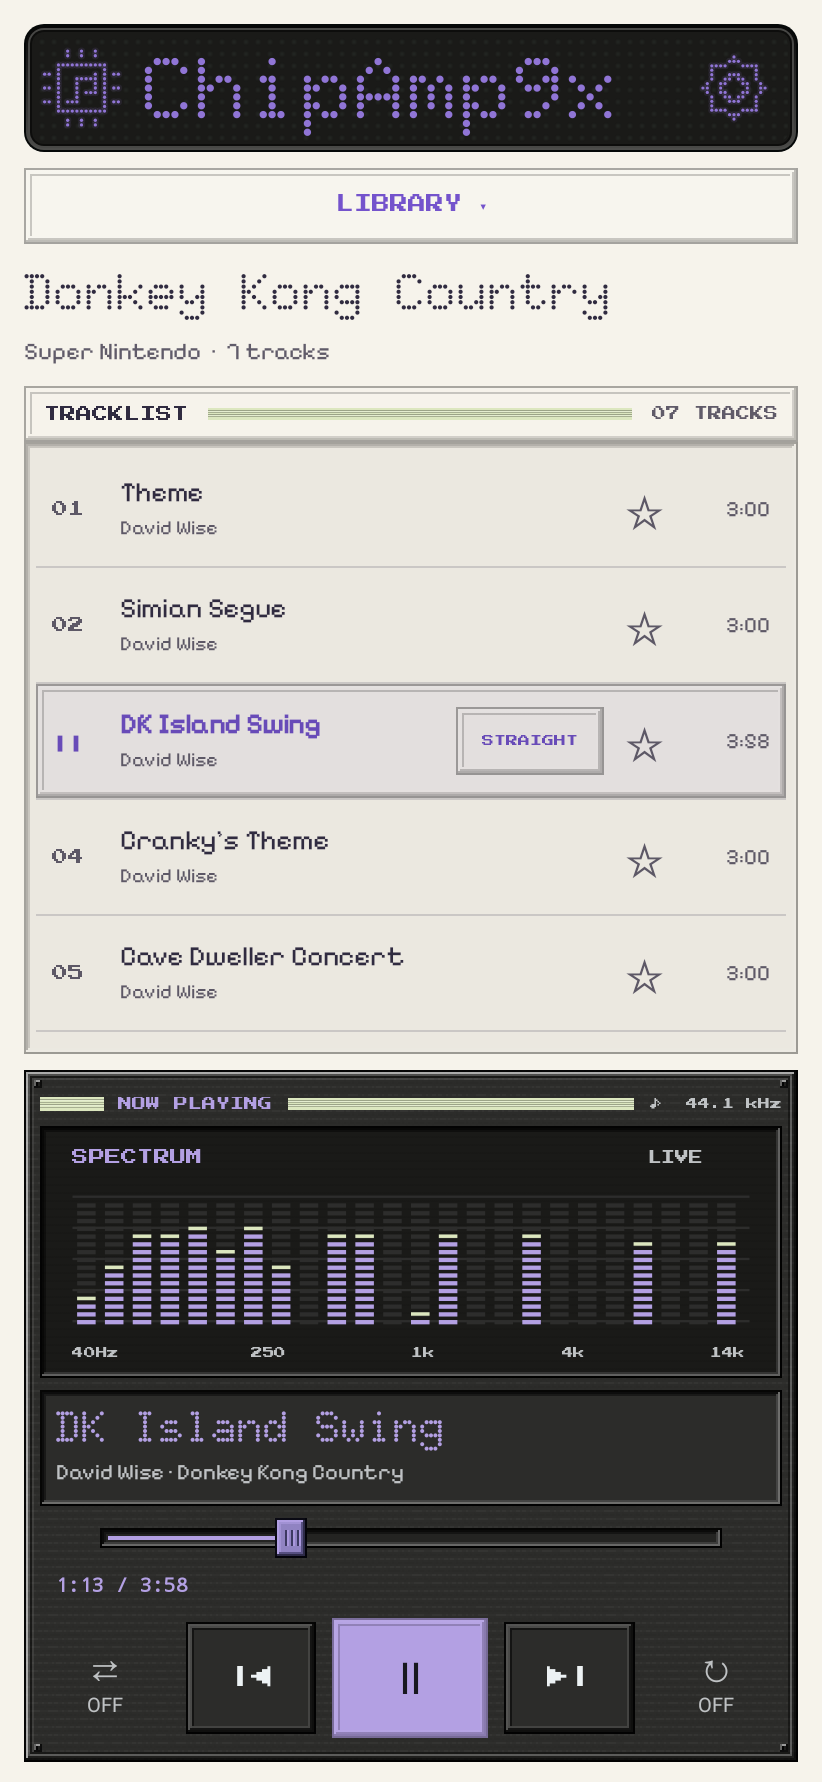 ChipAmp9x
LIBRARY ▾
Donkey Kong Country
Super Nintendo · 7 tracks
TRACKLIST 07 TRACKS
01 Theme 3:00
David Wise
02 Simian Segue 3:00
David Wise
DK Island Swing STRAIGHT 3:58
David Wise
04 Cranky's Theme 3:00
David Wise
05 Cave Dweller Concert 3:00
David Wise
NOW PLAYING ♪ 44.1 kHz
SPECTRUM LIVE
40Hz 250 1k 4k 14k
DK Island Swing
David Wise · Donkey Kong Country
1:13 / 3:58
OFF OFF